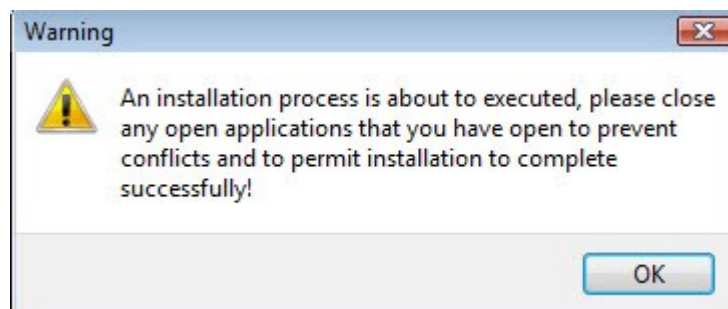 Warning
An installation process is about to executed, please close
any open applications that you have open to prevent
conflicts and to permit installation to complete
successfully!
OK